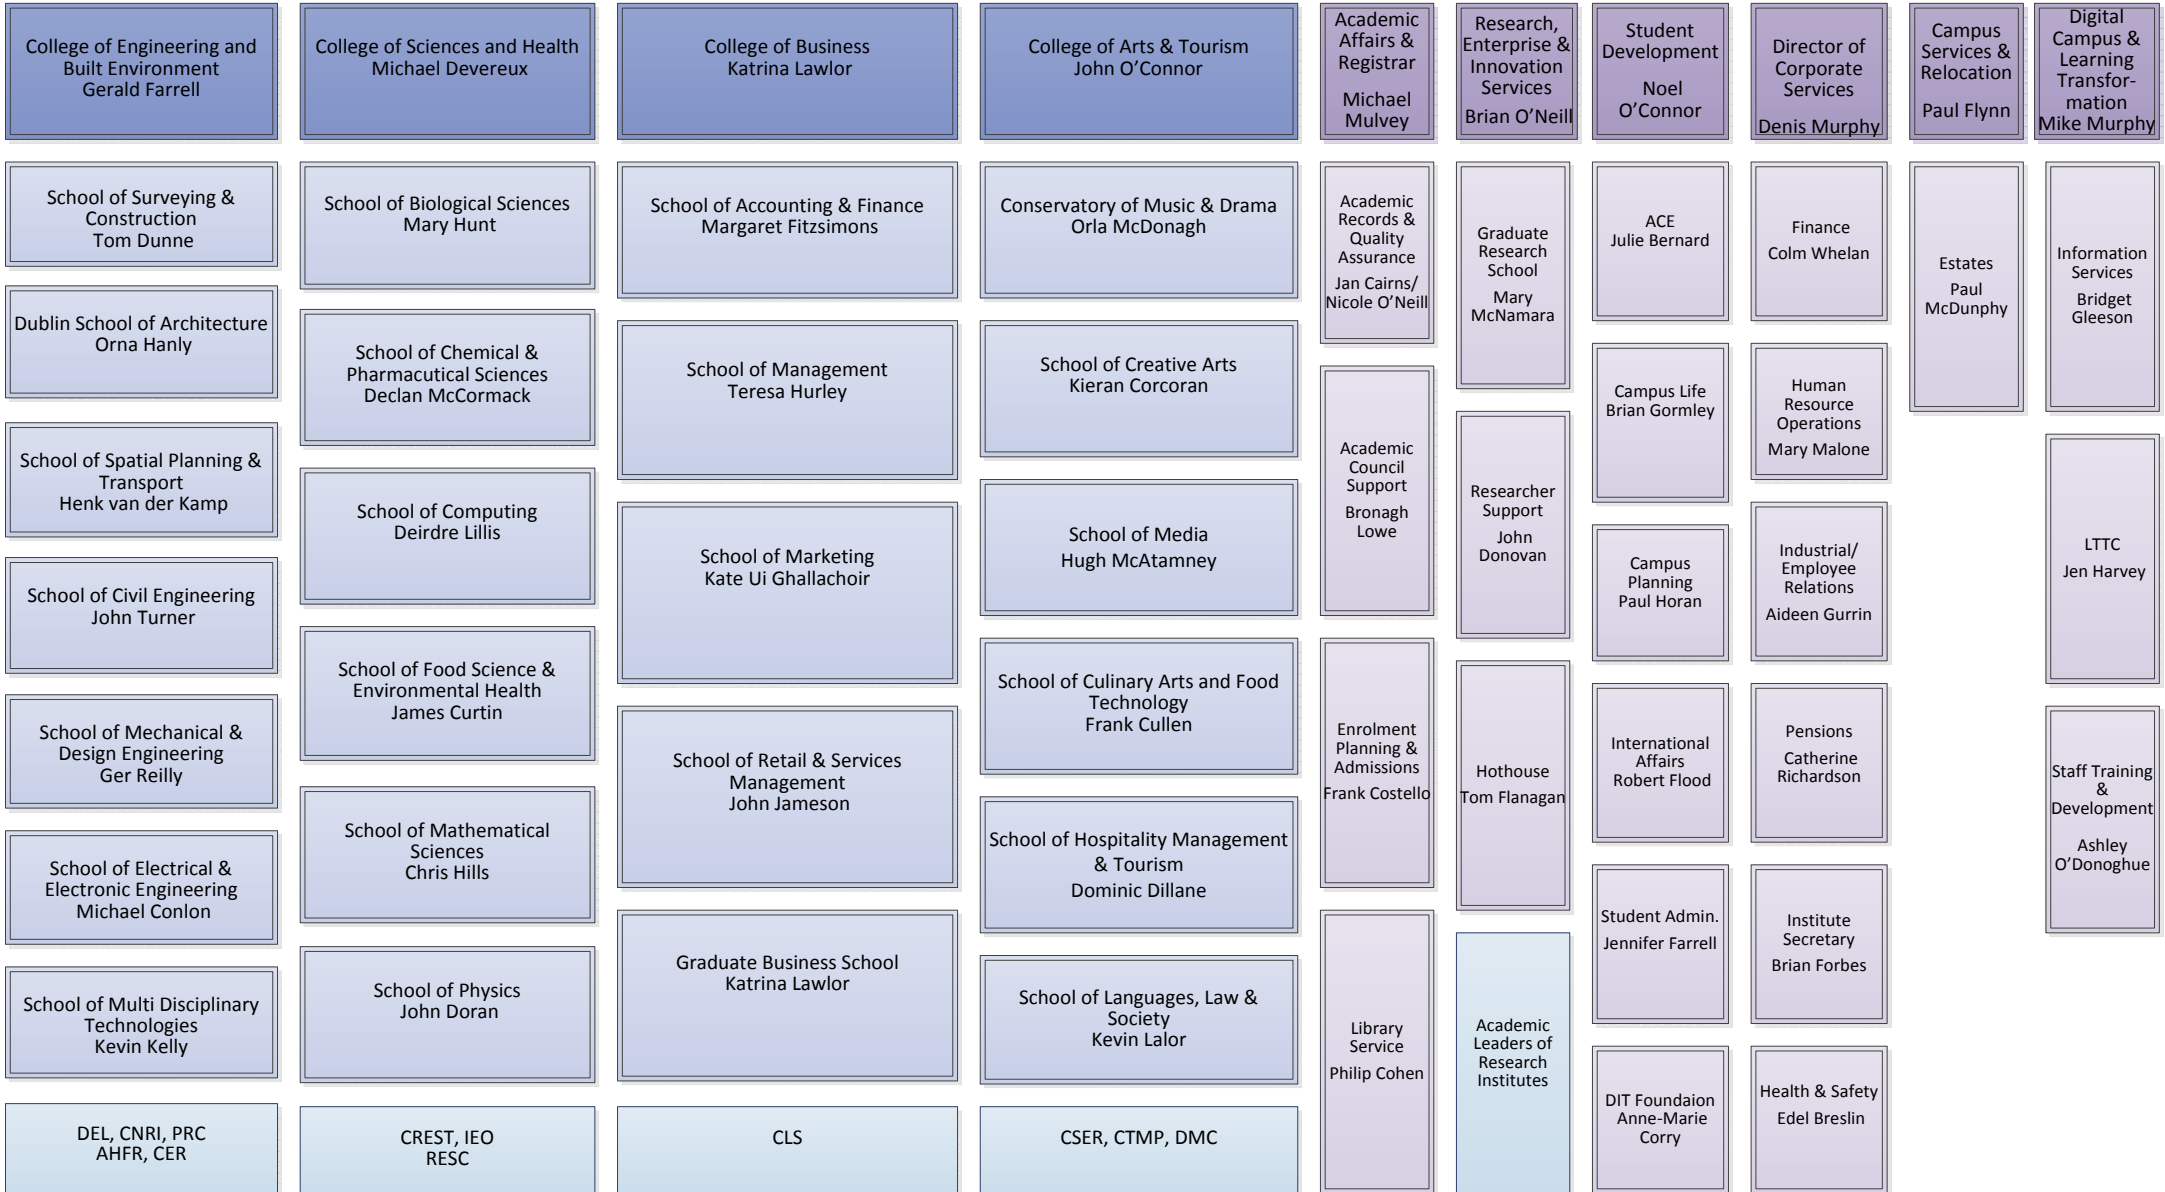 College of Engineering and
Built Environment
Gerald Farrell
School of Surveying &
Construction
Tom Dunne
Dublin School of Architecture
Orna Hanly
School of Spatial Planning &
Transport
Henk van der Kamp
School of Civil Engineering
John Turner
School of Mechanical &
Design Engineering
Ger Reilly
School of Electrical &
Electronic Engineering
Michael Conlon
School of Multi Disciplinary
Technologies
Kevin Kelly
DEL, CNRI, PRC
AHFR, CER
College of Sciences and Health
Michael Devereux
School of Biological Sciences
Mary Hunt
School of Chemical &
Pharmacutical Sciences
Declan McCormack
School of Computing
Deirdre Lillis
School of Food Science &
Environmental Health
James Curtin
School of Mathematical
Sciences
Chris Hills
School of Physics
John Doran
CREST, IEO
RESC
College of Business
Katrina Lawlor
School of Accounting & Finance
Margaret Fitzsimons
School of Management
Teresa Hurley
School of Marketing
Kate Ui Ghallachoir
School of Retail & Services
Management
John Jameson
Graduate Business School
Katrina Lawlor
CLS
College of Arts & Tourism
John O’Connor
Conservatory of Music & Drama
Orla McDonagh
School of Creative Arts
Kieran Corcoran
School of Media
Hugh McAtamney
School of Culinary Arts and Food
Technology
Frank Cullen
School of Hospitality Management
& Tourism
Dominic Dillane
School of Languages, Law &
Society
Kevin Lalor
CSER, CTMP, DMC
Academic
Affairs &
Registrar
Michael
Mulvey
Academic
Records &
Quality
Assurance
Jan Cairns/
Nicole O’Neill
Academic
Council
Support
Bronagh
Lowe
Enrolment
Planning &
Admissions
Frank Costello
Library
Service
Philip Cohen
Research,
Enterprise &
Innovation
Services
Brian O’Neill
Graduate
Research
School
Mary
McNamara
Researcher
Support
John
Donovan
Hothouse
Tom Flanagan
Academic
Leaders of
Research
Institutes
Student
Development
Noel
O’Connor
ACE
Julie Bernard
Campus Life
Brian Gormley
Campus
Planning
Paul Horan
International
Affairs
Robert Flood
Student Admin.
Jennifer Farrell
DIT Foundaion
Anne-Marie
Corry
Director of
Corporate
Services
Denis Murphy
Finance
Colm Whelan
Human
Resource
Operations
Mary Malone
Industrial/
Employee
Relations
Aideen Gurrin
Pensions
Catherine
Richardson
Institute
Secretary
Brian Forbes
Health & Safety
Edel Breslin
Campus
Services &
Relocation
Paul Flynn
Estates
Paul
McDunphy
Digital
Campus &
Learning
Transfor-
mation
Mike Murphy
Information
Services
Bridget
Gleeson
LTTC
Jen Harvey
Staff Training
&
Development
Ashley
O’Donoghue